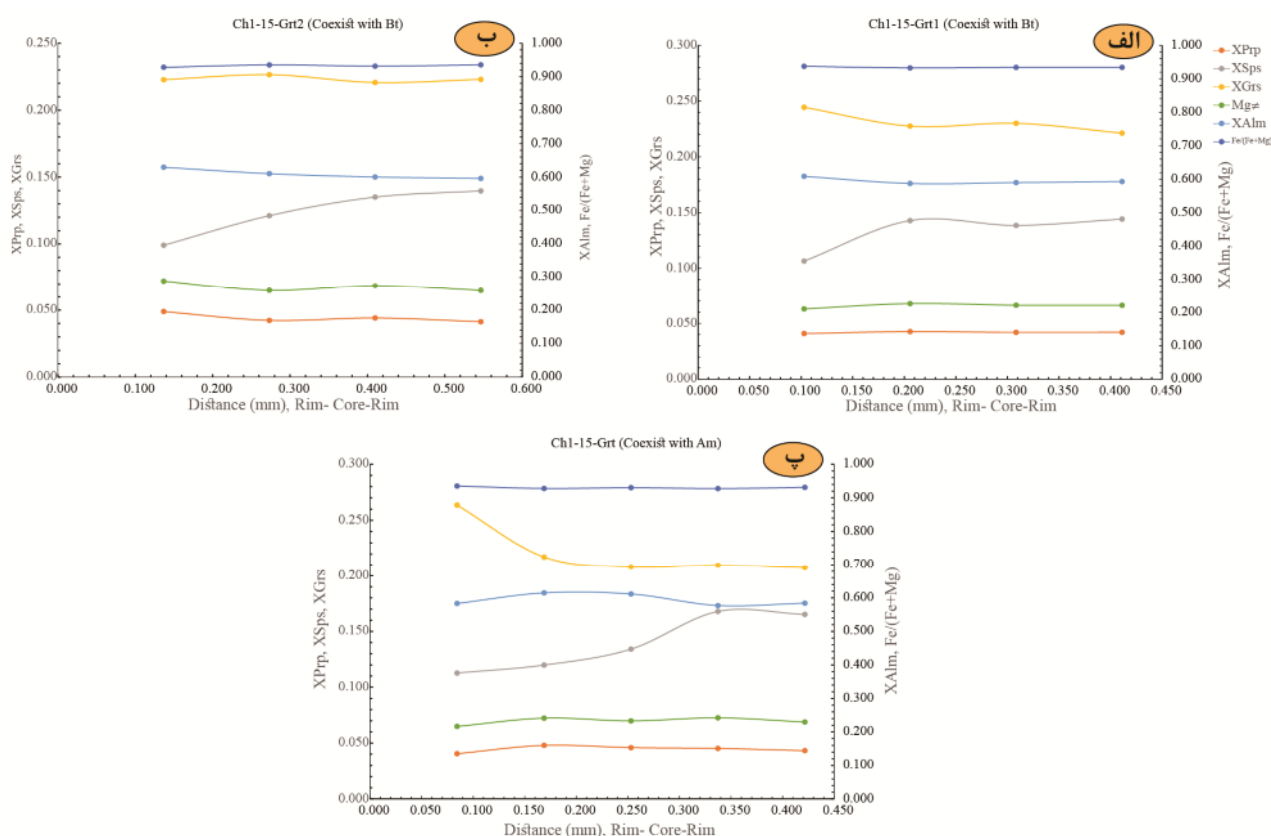 Ch1-15-Grt2 (Coexist with Bt)
ب
0.250
0.200
0.150
0.100
0.050
0.000
XPrp, XSps, XGrs
1.000
0.900
0.800
0.700
0.600
0.500
0.400
0.300
0.200
0.100
0.000
XAlm, Fe/(Fe+Mg)
0.000 0.100 0.200 0.300 0.400 0.500 0.600
Distance (mm), Rim- Core-Rim
Ch1-15-Grt1 (Coexist with Bt)
الف
0.300
0.250
0.200
0.150
0.100
0.050
0.000
XPrp, XSps, XGrs
1.000
0.900
0.800
0.700
0.600
0.500
0.400
0.300
0.200
0.100
0.000
XAlm, Fe/(Fe+Mg)
0.000 0.050 0.100 0.150 0.200 0.250 0.300 0.350 0.400 0.450
Distance (mm), Rim- Core-Rim
XPrp
XSps
XGrs
Mg≠
XAlm
Fe/(Fe+Mg)
Ch1-15-Grt (Coexist with Am)
پ
0.300
0.250
0.200
0.150
0.100
0.050
0.000
XPrp, XSps, XGrs
1.000
0.900
0.800
0.700
0.600
0.500
0.400
0.300
0.200
0.100
0.000
XAlm, Fe/(Fe+Mg)
0.000 0.050 0.100 0.150 0.200 0.250 0.300 0.350 0.400 0.450
Distance (mm), Rim- Core-Rim